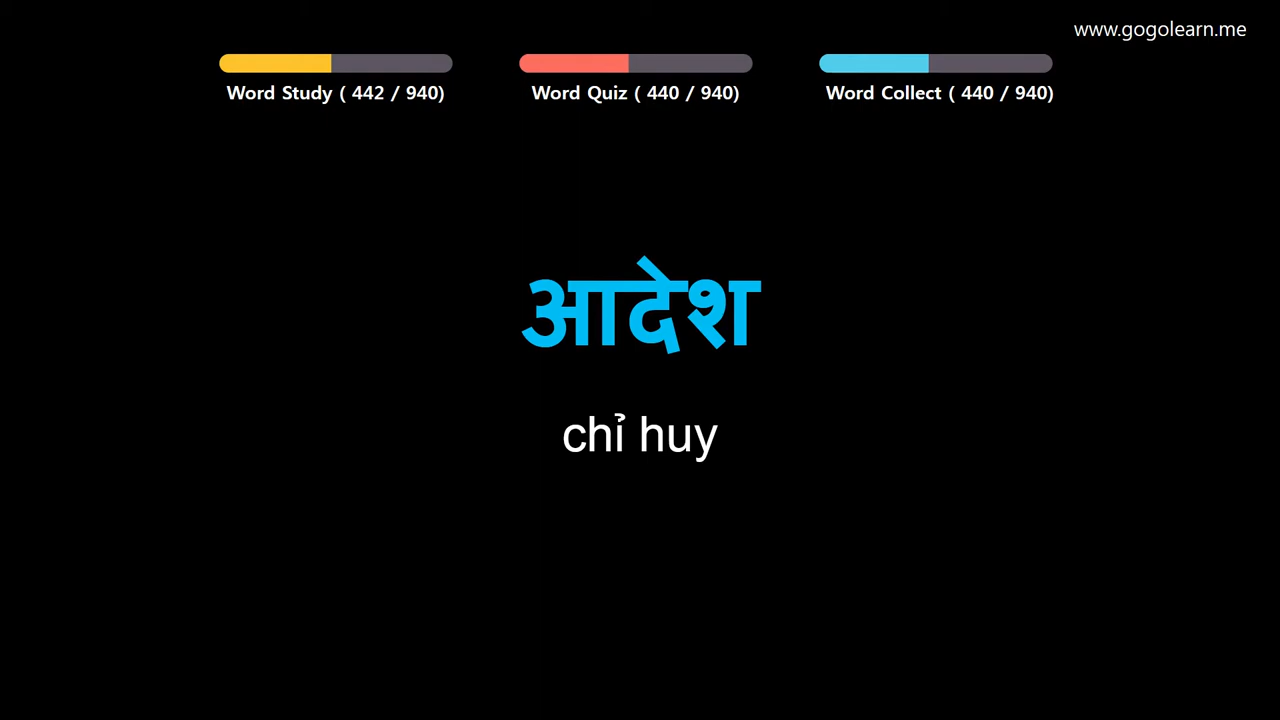 www.gogolearn.me
Word Study ( 442 / 940)
Word Quiz ( 440 / 940)
Word Collect ( 440 / 940)
आदेश
chỉ huy